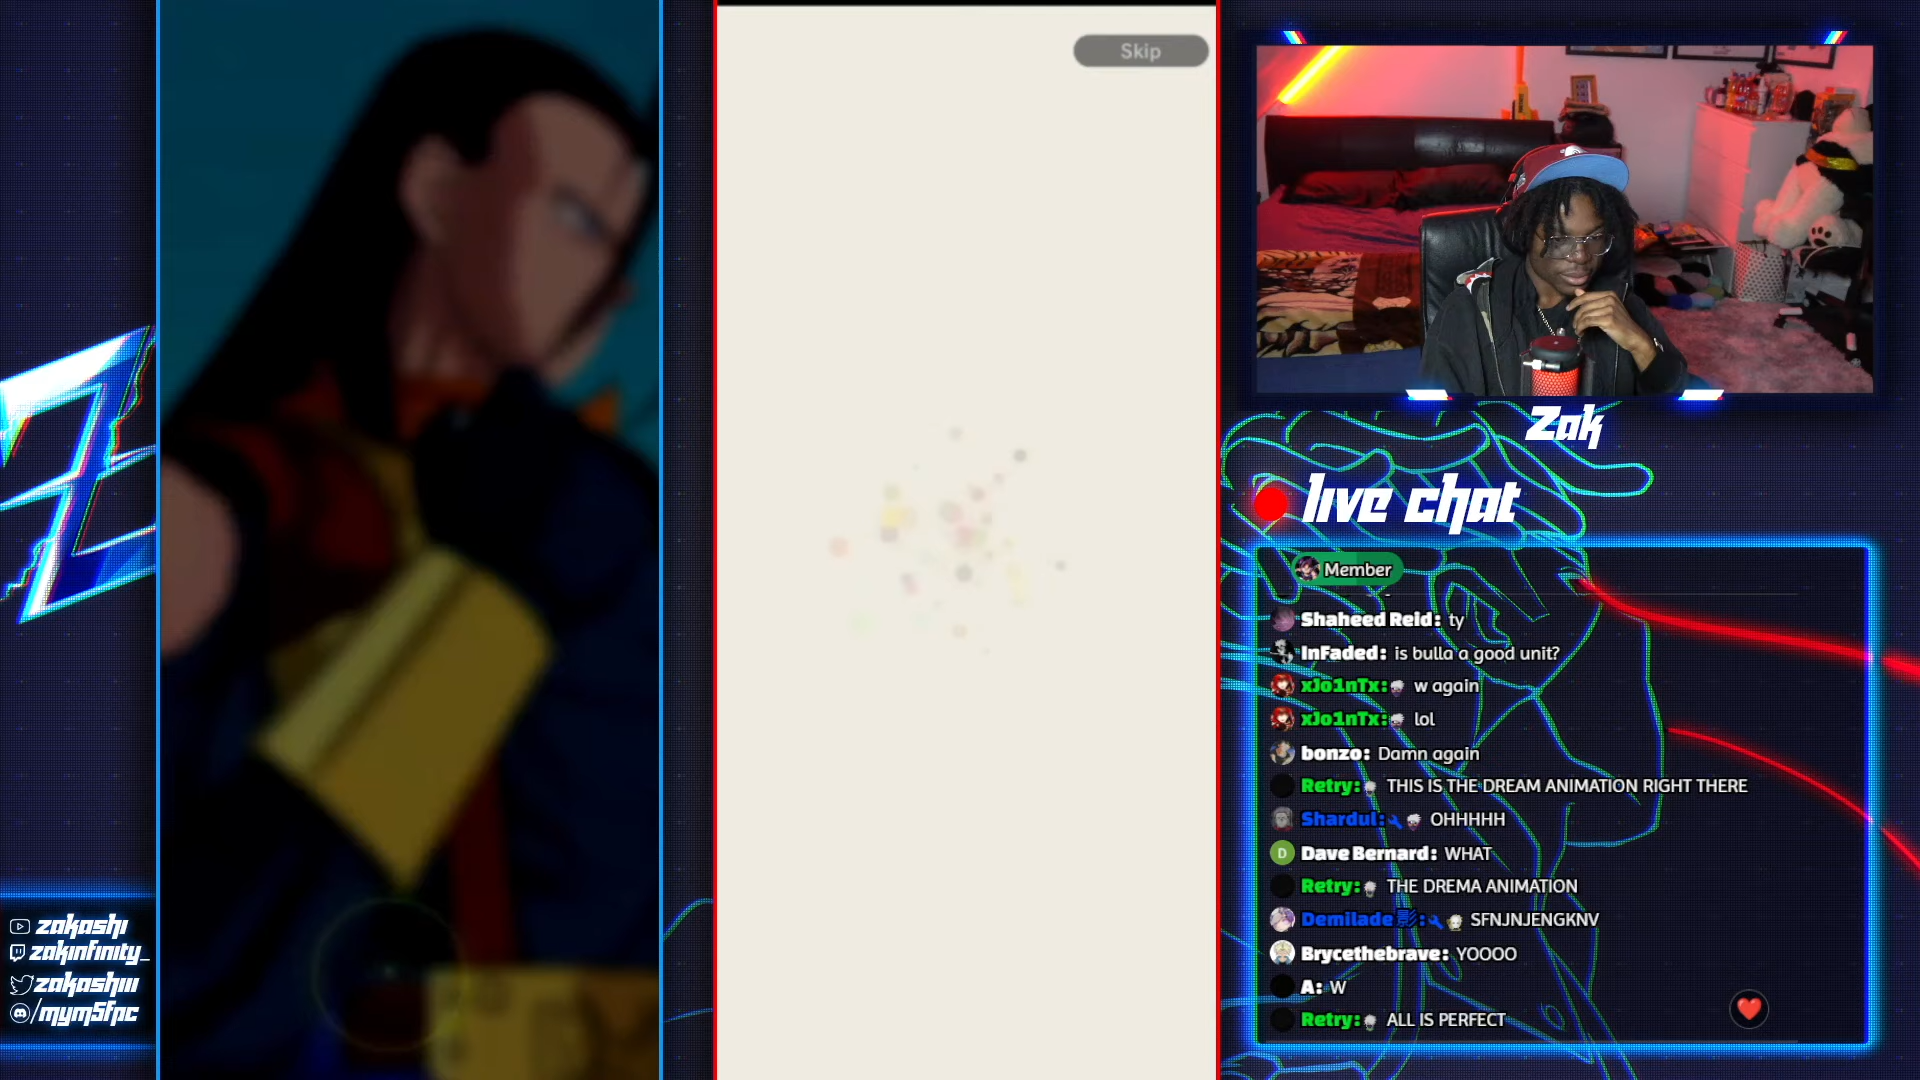 Skip
Zak
live chat
Member
Shaheed Reid: ty
InFaded: is bulla a good unit?
xJo1nTx: w again
xJo1nTx: lol
bonzo: Damn again
Retry: THIS IS THE DREAM ANIMATION RIGHT THERE
Shardul: OHHHHH
D Dave Bernard: WHAT
Retry: THE DREMA ANIMATION
Demilade影: SFNJNJENGKNV
Brycethebrave: YOOOO
A: W
Retry: ALL IS PERFECT
zakashi
zakinfinity_
zakashiii
/mym5fpc